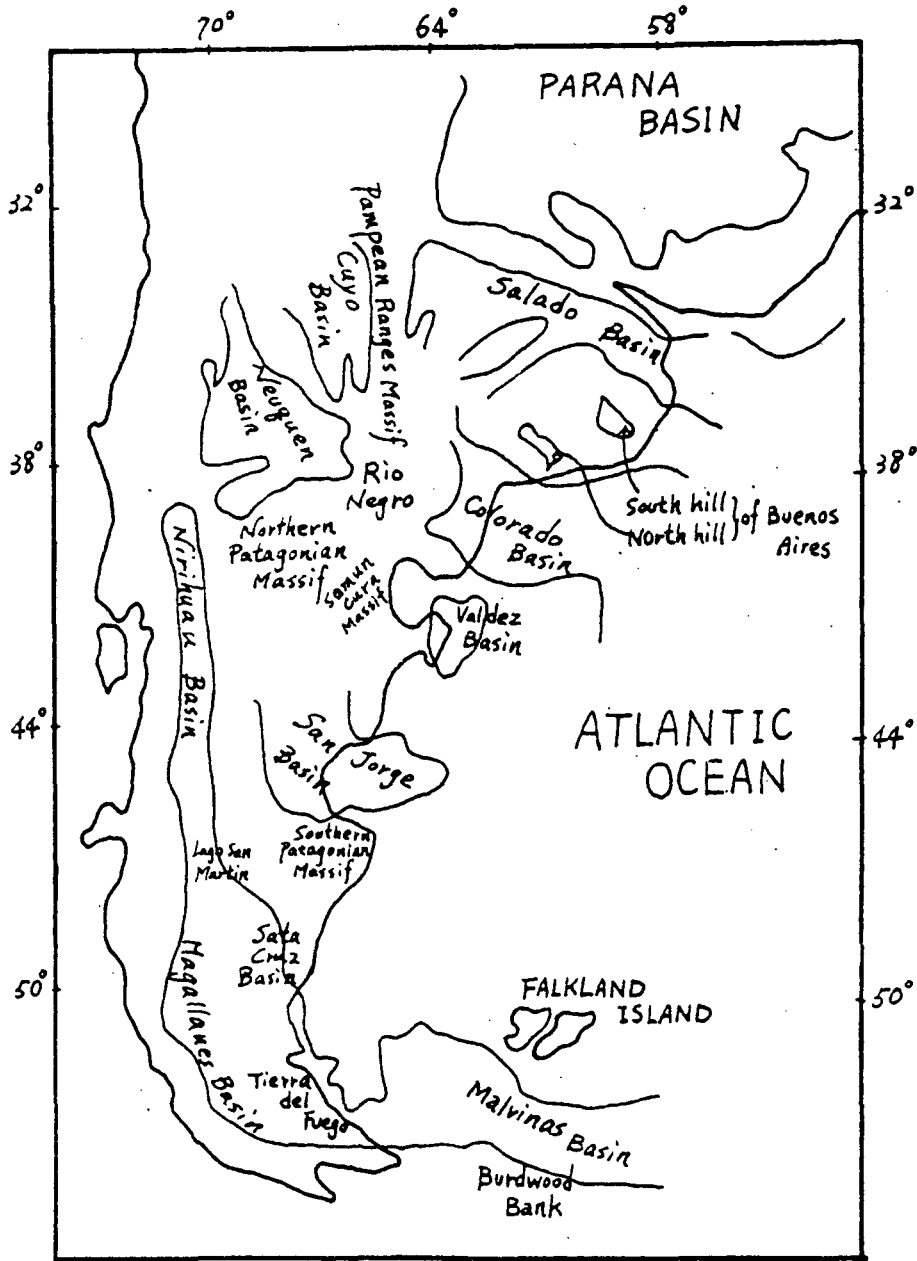 70°
64°
58°
PARANA
BASIN
32°
32°
Pampean Ranges Massif
Cuyo
Basin
Salado Basin
Neuquen
Basin
38°
38°
Rio
Negro
South hill
North hill
of Buenos
Aires
Colorado
Basin
Northern
Patagonian
Massif
Somun
Cura
Massif
Valdez
Basin
Nirihuau Basin
44°
44°
San Jorge
Basin
ATLANTIC
OCEAN
Southern
Patagonian
Massif
Lago San
Martin
Sata
Cruz
Basin
50°
50°
Magallanes Basin
FALKLAND
ISLAND
Tierra
del
Fuego
Malvinas
Basin
Burdwood
Bank